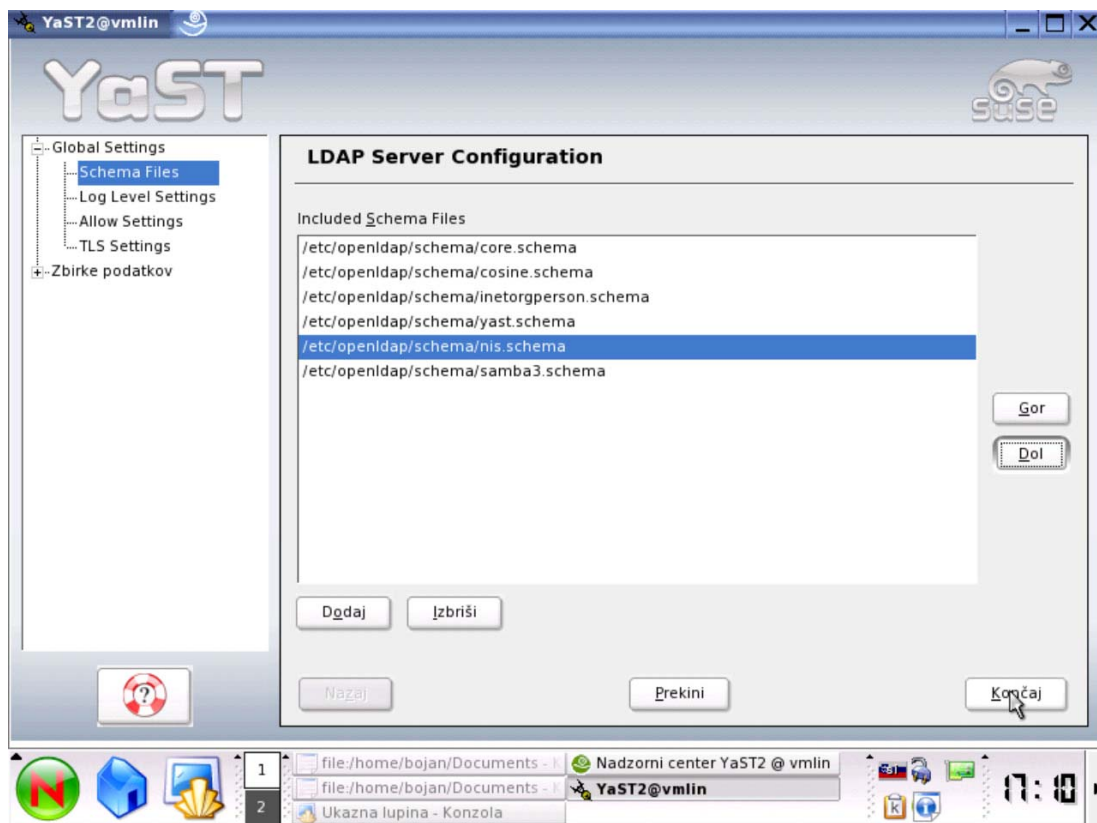 YaST2@vmlin
YaST
SUSE
Global Settings
Schema Files
Log Level Settings
Allow Settings
TLS Settings
Zbirke podatkov
LDAP Server Configuration
Included Schema Files
/etc/openldap/schema/core.schema
/etc/openldap/schema/cosine.schema
/etc/openldap/schema/inetorgperson.schema
/etc/openldap/schema/yast.schema
/etc/openldap/schema/nis.schema
/etc/openldap/schema/samba3.schema
Gor
Dol
Dodaj
Izbriši
Nazaj
Prekini
Končaj
N
1
2
file:/home/bojan/Documents - K
file:/home/bojan/Documents - K
Ukazna lupina - Konzola
Nadzorni center YaST2 @ vmlin
YaST2@vmlin
17:10